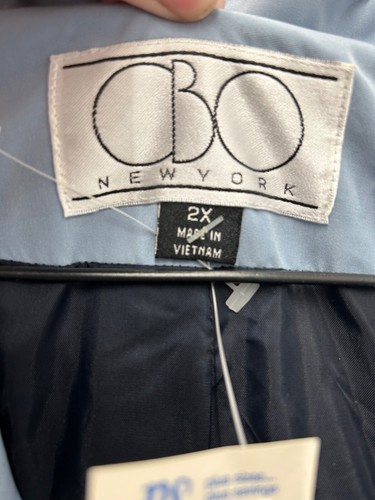 CBO
NEW YORK
2X
MADE IN
VIETNAM